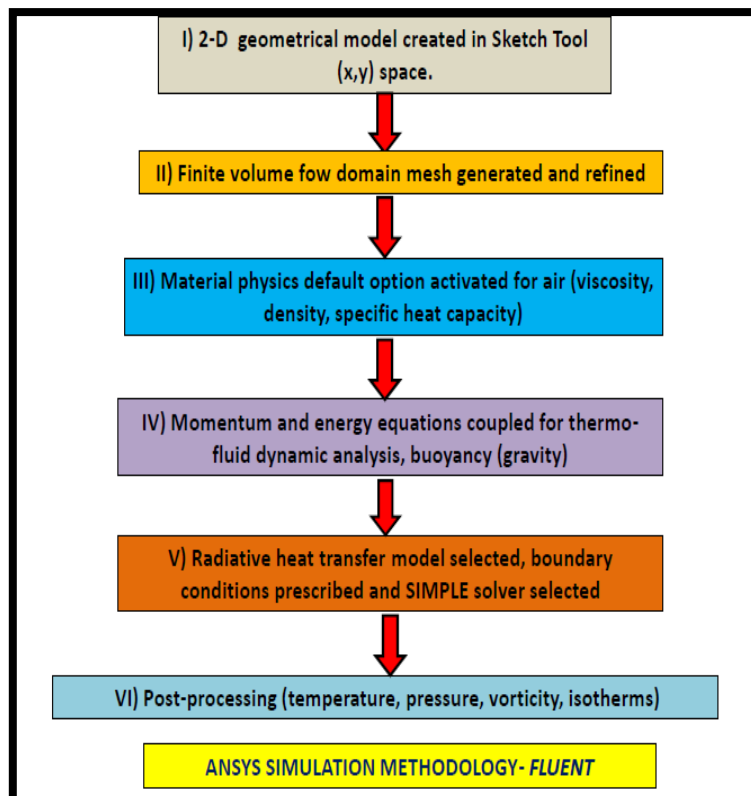 I) 2-D geometrical model created in Sketch Tool
(x,y) space.
II) Finite volume fow domain mesh generated and refined
III) Material physics default option activated for air (viscosity,
density, specific heat capacity)
IV) Momentum and energy equations coupled for thermo-
fluid dynamic analysis, buoyancy (gravity)
V) Radiative heat transfer model selected, boundary
conditions prescribed and SIMPLE solver selected
VI) Post-processing (temperature, pressure, vorticity, isotherms)
ANSYS SIMULATION METHODOLOGY- FLUENT